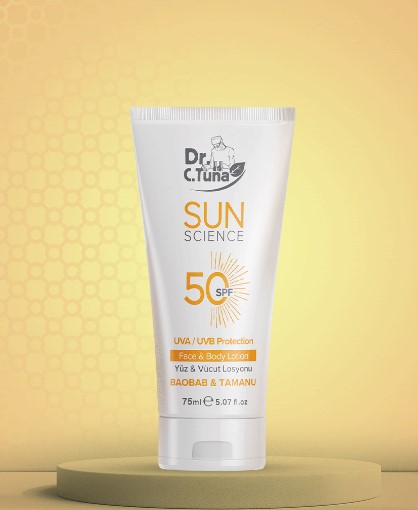 Dr.
C.Tuna
SUN
SCIENCE
50 SPF
UVA / UVB Protection
Face & Body Lotion
Yüz & Vücut Losyonu
BAOBAB & TAMANU
75ml ℮ 5.07 fl.oz